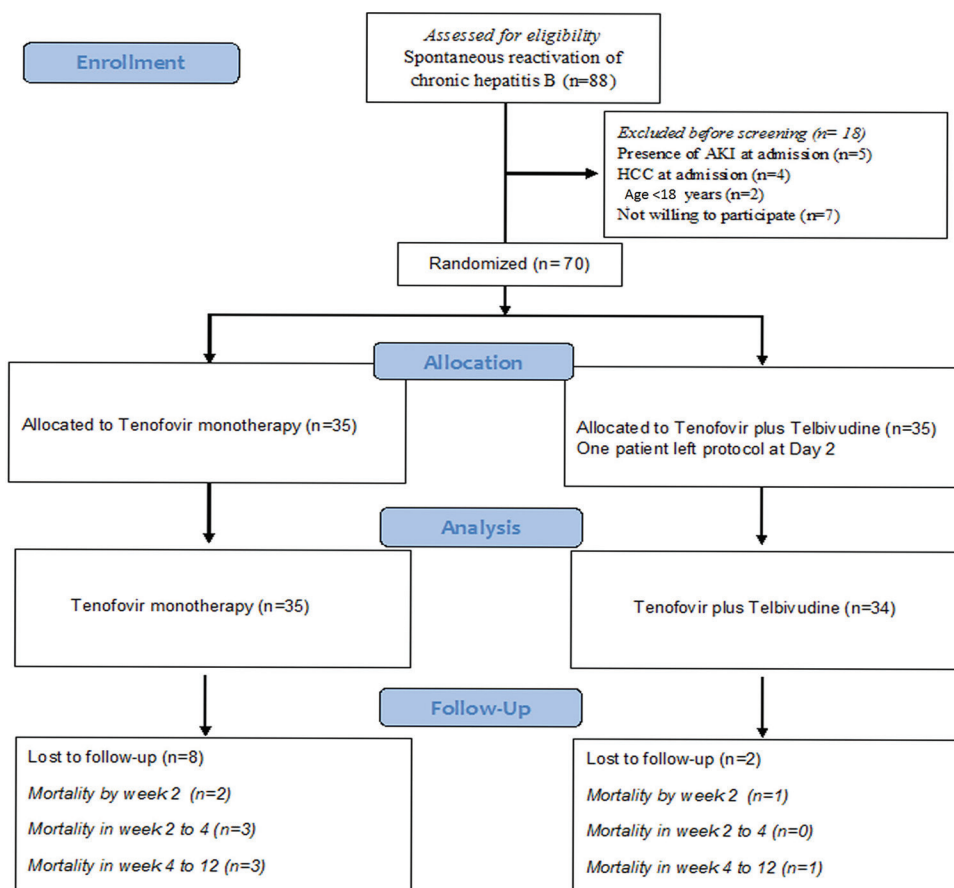 Enrollment
Assessed for eligibility
Spontaneous reactivation of
chronic hepatitis B (n=88)
Excluded before screening (n= 18)
Presence of AKI at admission (n=5)
HCC at admission (n=4)
Age <18 years (n=2)
Not willing to participate (n=7)
Randomized (n= 70)
Allocation
Allocated to Tenofovir monotherapy (n=35)
Allocated to Tenofovir plus Telbivudine (n=35)
One patient left protocol at Day 2
Analysis
Tenofovir monotherapy (n=35)
Tenofovir plus Telbivudine (n=34)
Follow-Up
Lost to follow-up (n=8)
Mortality by week 2 (n=2)
Mortality in week 2 to 4 (n=3)
Mortality in week 4 to 12 (n=3)
Lost to follow-up (n=2)
Mortality by week 2 (n=1)
Mortality in week 2 to 4 (n=0)
Mortality in week 4 to 12 (n=1)